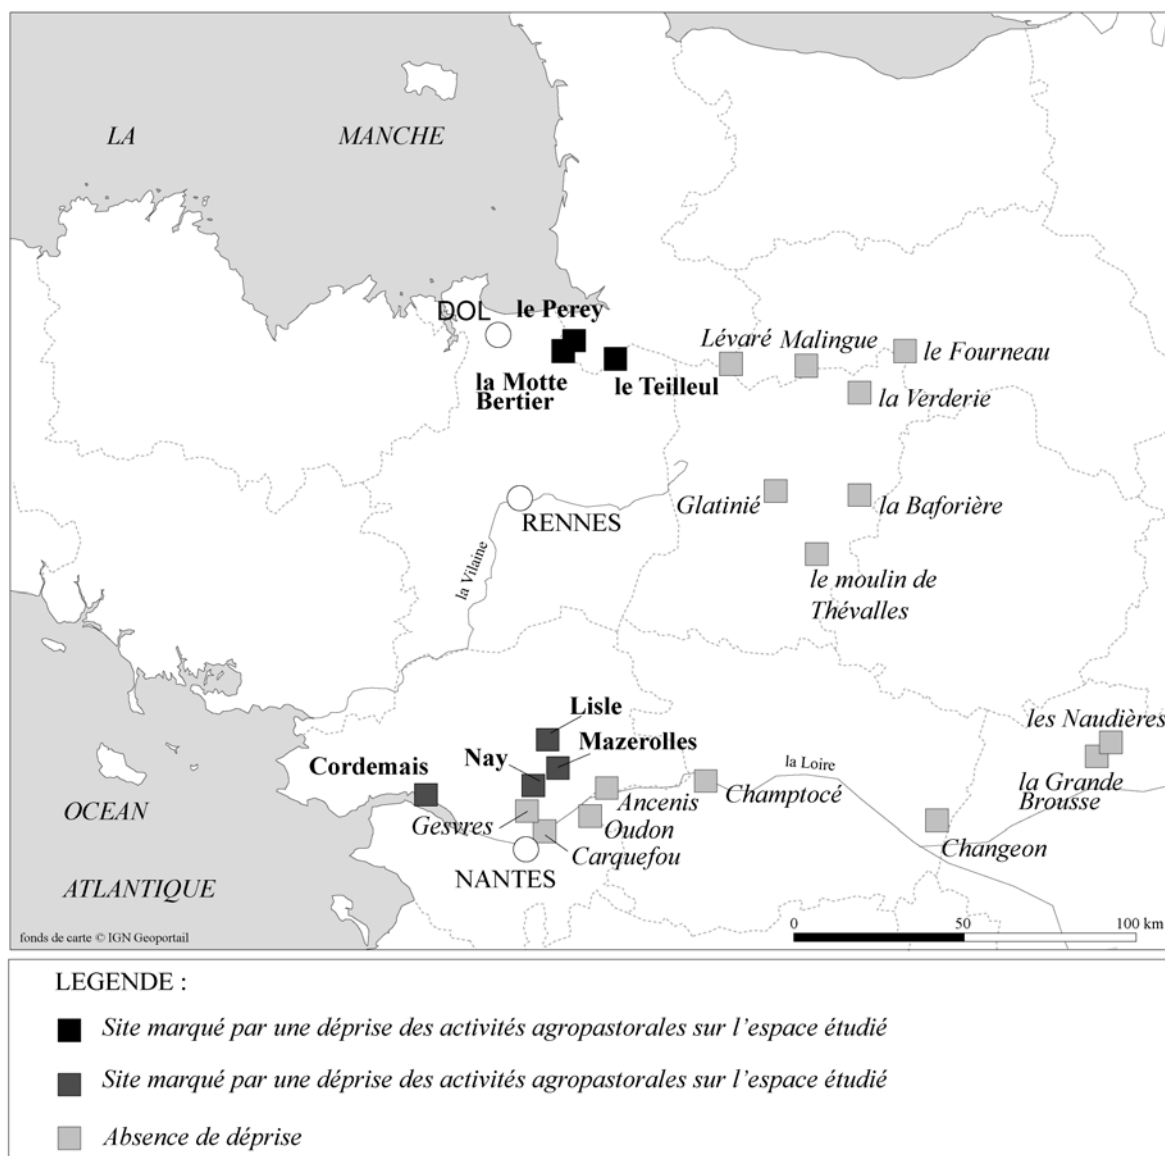 LA MANCHE
DOL
le Perey
la Motte
Bertier
le Teilleul
Lévaré
Malingue
le Fourneau
la Verderie
RENNES
la Vilaine
Glatinié
la Baforière
le moulin de
Thévalles
Lisle
Mazerolles
Nay
Cordemais
Gesvres
Ancenis
Oudon
Carquefou
NANTES
Champtocé
la Loire
Changeon
les Naudières
la Grande
Brousse
OCEAN
ATLANTIQUE
0 50 100 km
fonds de carte © IGN Geoportail
LEGENDE :
Site marqué par une déprise des activités agropastorales sur l'espace étudié
Site marqué par une déprise des activités agropastorales sur l'espace étudié
Absence de déprise